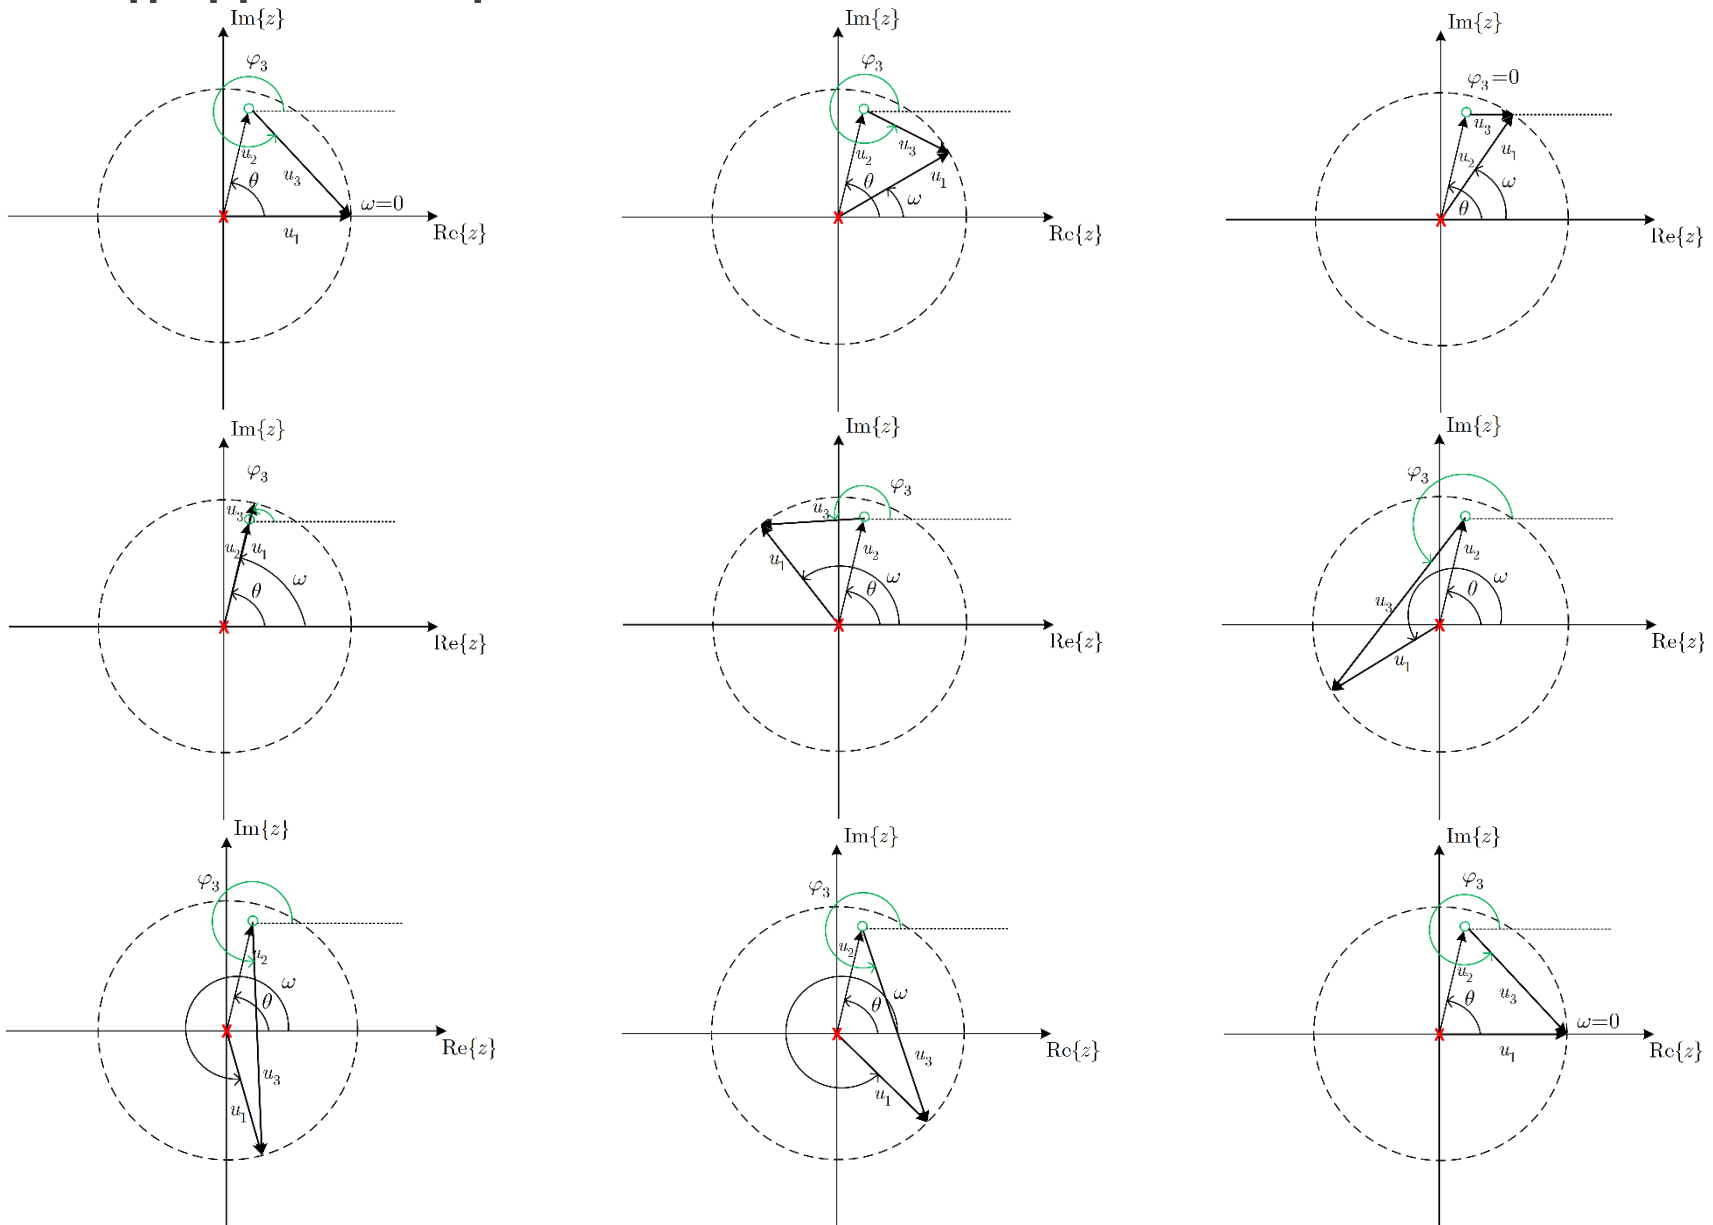 Im{z}
φ₃
u₂
θ
u₃
ω=0
u₁
Re{z}
Im{z}
φ₃
u₂
u₃
θ
u₁
ω
Re{z}
Im{z}
φ₃=0
u₃
u₂
u₁
ω
θ
Re{z}
Im{z}
φ₃
u₃
u₂
u₁
ω
θ
Re{z}
Im{z}
φ₃
u₃
u₂
u₁
ω
θ
Re{z}
Im{z}
φ₃
u₂
ω
θ
u₃
u₁
Re{z}
Im{z}
φ₃
u₂
ω
θ
u₃
u₁
Re{z}
Im{z}
φ₃
u₂
ω
θ
u₃
u₁
Re{z}
Im{z}
φ₃
u₂
θ
u₃
ω=0
u₁
Re{z}